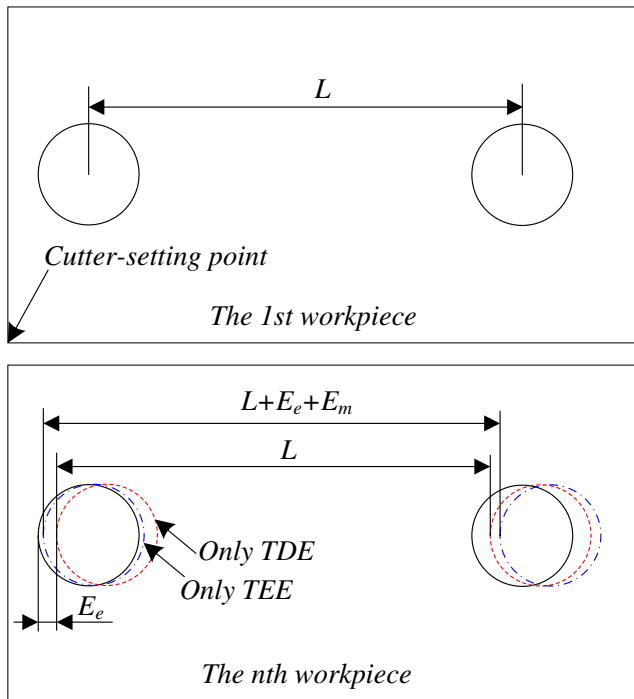 L
Cutter-setting point
The 1st workpiece
L+Ee+Em
L
Only TDE
Only TEE
Ee
The nth workpiece